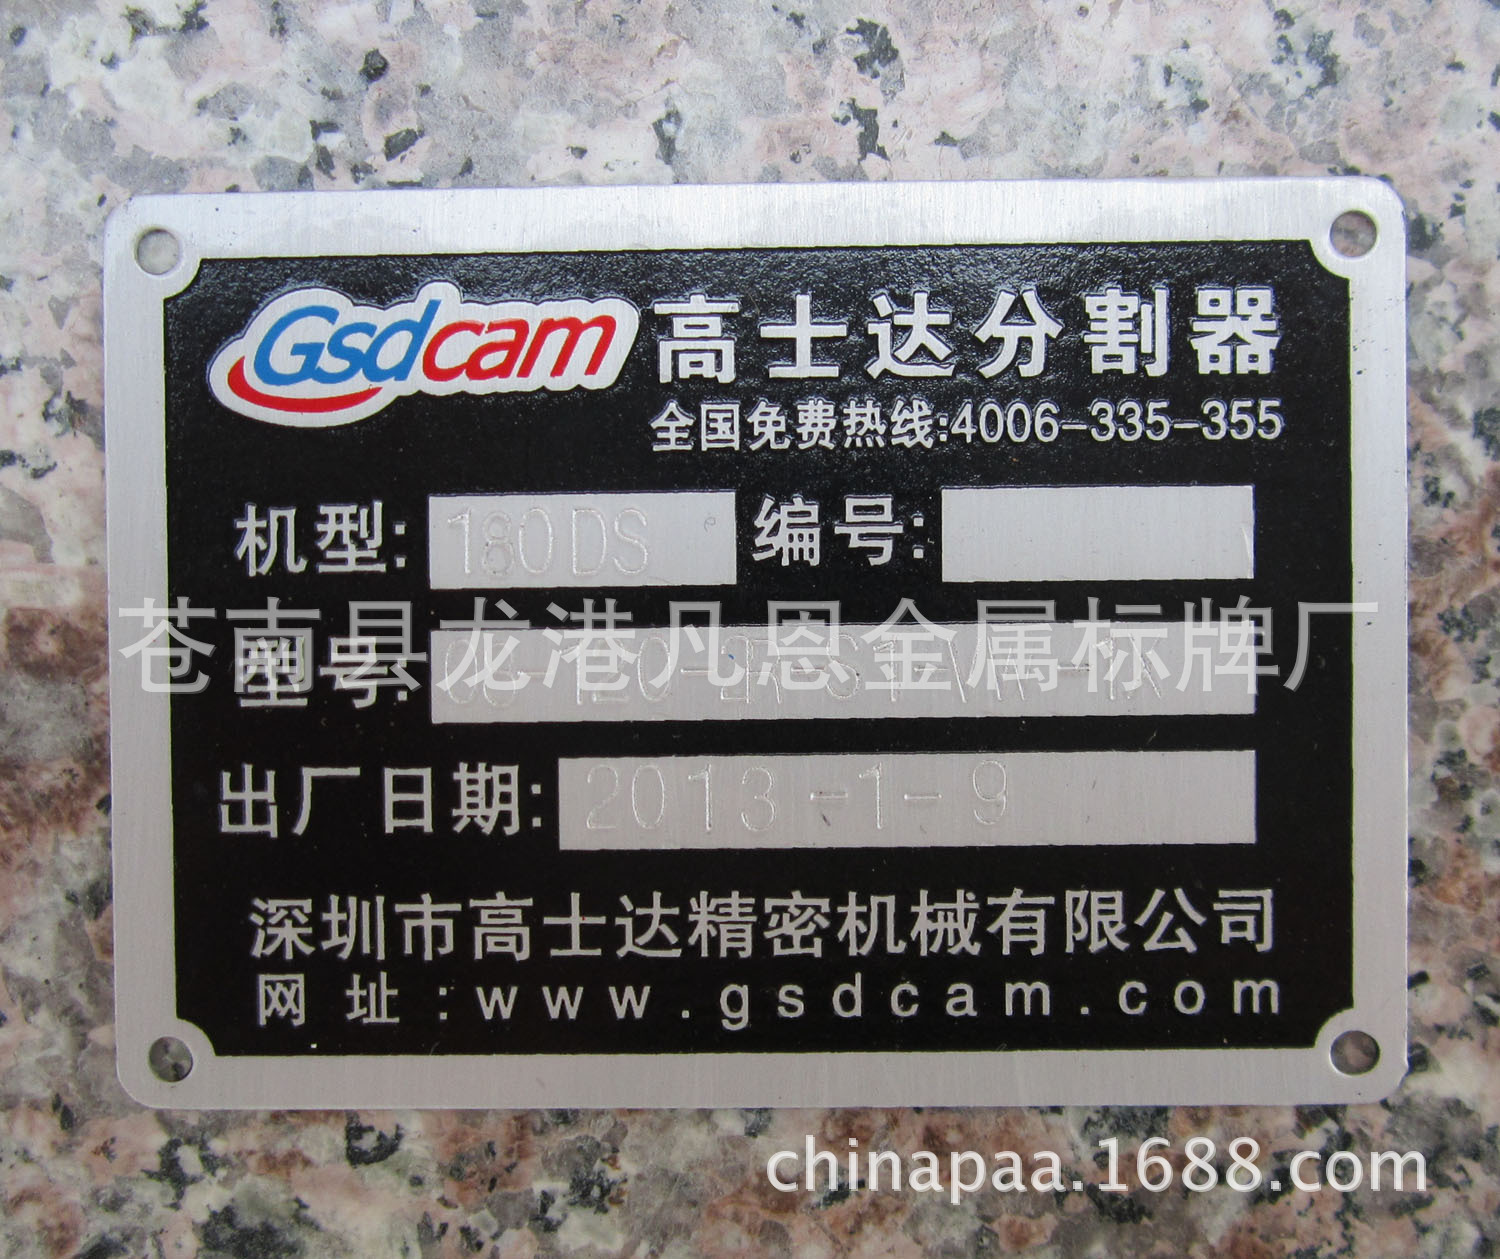 Gsdcam 高士达分割器
全国免费热线:4006-335-355
机型: 180DS 编号:
型号:
苍南县龙港凡恩金属标牌厂
出厂日期: 2013-1-9
深圳市高士达精密机械有限公司
网址:www.gsdcam.com
chinapaa.1688.com